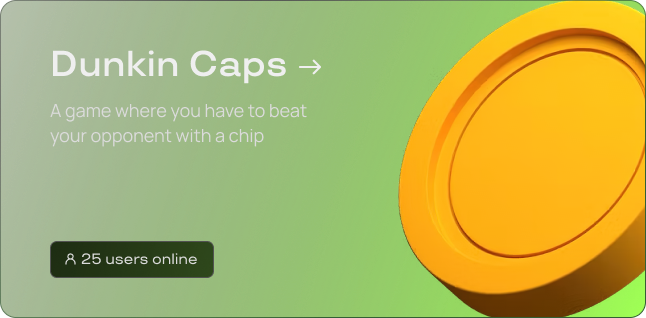 Dunkin Caps →
A game where you have to beat
your opponent with a chip
25 users online